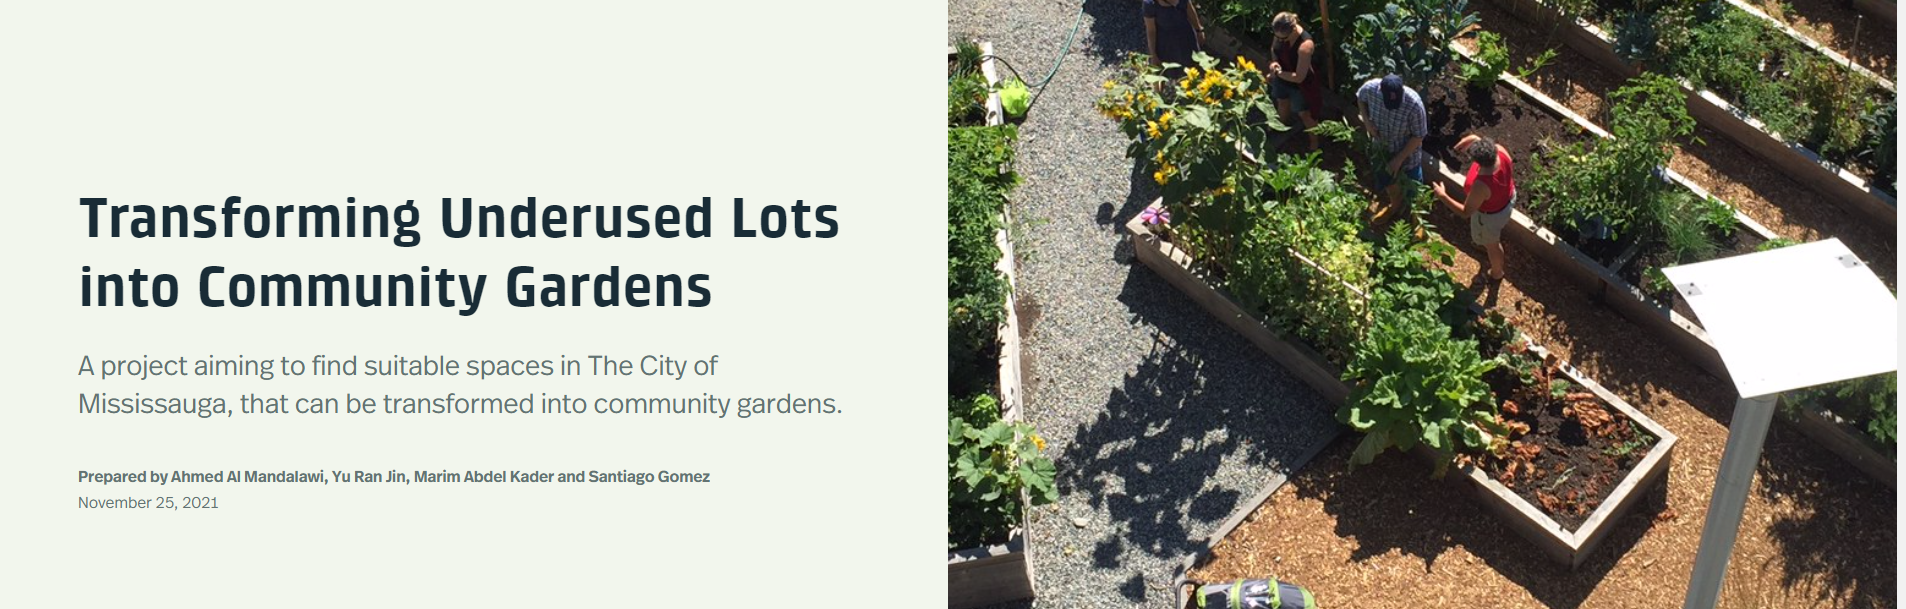 Transforming Underused Lots
into Community Gardens
A project aiming to find suitable spaces in The City of
Mississauga, that can be transformed into community gardens.
Prepared by Ahmed Al Mandalawi, Yu Ran Jin, Marim Abdel Kader and Santiago Gomez
November 25, 2021